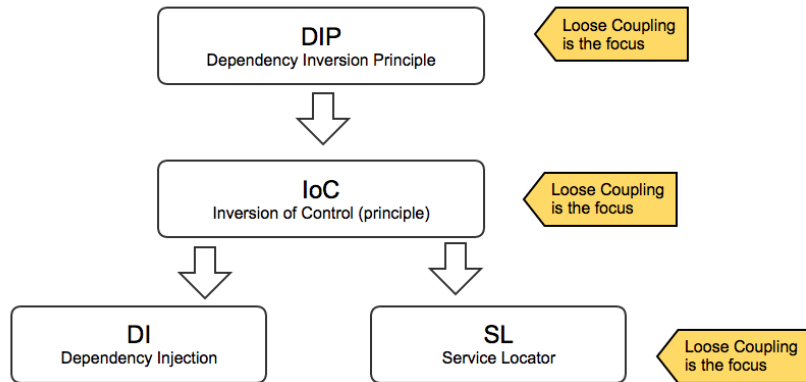 DIP
Dependency Inversion Principle
Loose Coupling
is the focus
IoC
Inversion of Control (principle)
Loose Coupling
is the focus
DI
Dependency Injection
SL
Service Locator
Loose Coupling
is the focus